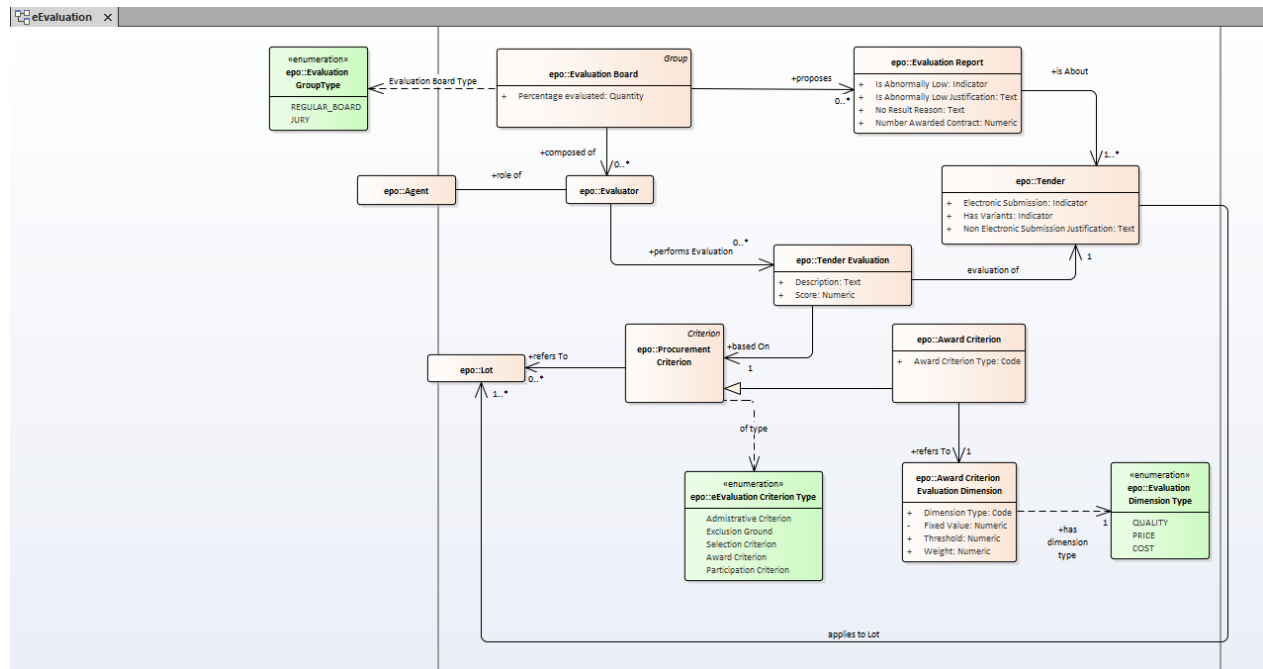 eEvaluation
«enumeration»
epo::Evaluation
GroupType
REGULAR_BOARD
JURY
Evaluation Board Type
Group
epo::Evaluation Board
+ Percentage evaluated: Quantity
+proposes
0..*
epo::Evaluation Report
+ Is Abnormally Low: Indicator
+ Is Abnormally Low Justification: Text
+ No Result Reason: Text
+ Number Awarded Contract: Numeric
+is About
1..*
+composed of
0..*
epo::Agent
+role of
epo::Evaluator
epo::Tender
+ Electronic Submission: Indicator
+ Has Variants: Indicator
+ Non Electronic Submission Justification: Text
+performs Evaluation
0..*
epo::Tender Evaluation
+ Description: Text
+ Score: Numeric
evaluation of
1
epo::Lot
+refers To
0..*
1..*
Criterion
epo::Procurement
Criterion
+based On
1
epo::Award Criterion
+ Award Criterion Type: Code
of type
+refers To
1
«enumeration»
epo::eEvaluation Criterion Type
Admistrative Criterion
Exclusion Ground
Selection Criterion
Award Criterion
Participation Criterion
epo::Award Criterion
Evaluation Dimension
+ Dimension Type: Code
- Fixed Value: Numeric
+ Threshold: Numeric
+ Weight: Numeric
+has
dimension
type
1
«enumeration»
epo::Evaluation
Dimension Type
QUALITY
PRICE
COST
applies to Lot